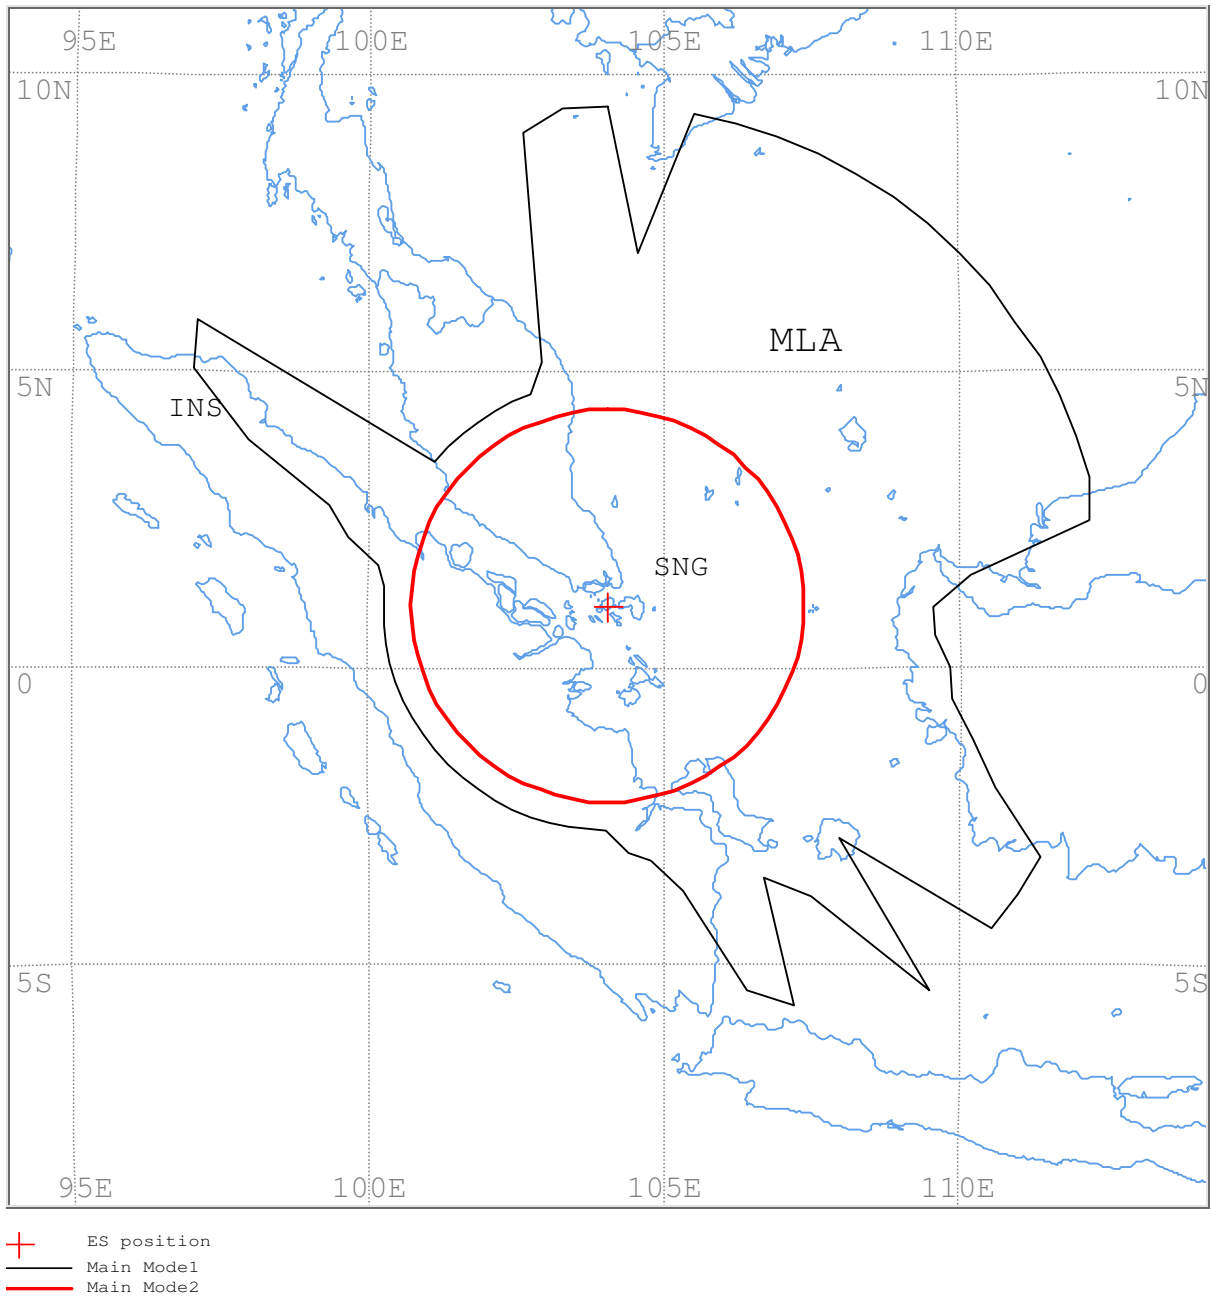 95E 100E 105E 110E
10N 10N
MLA
5N 5N
INS
SNG
0 0
5S 5S
95E 100E 105E 110E
ES position
Main Mode1
Main Mode2